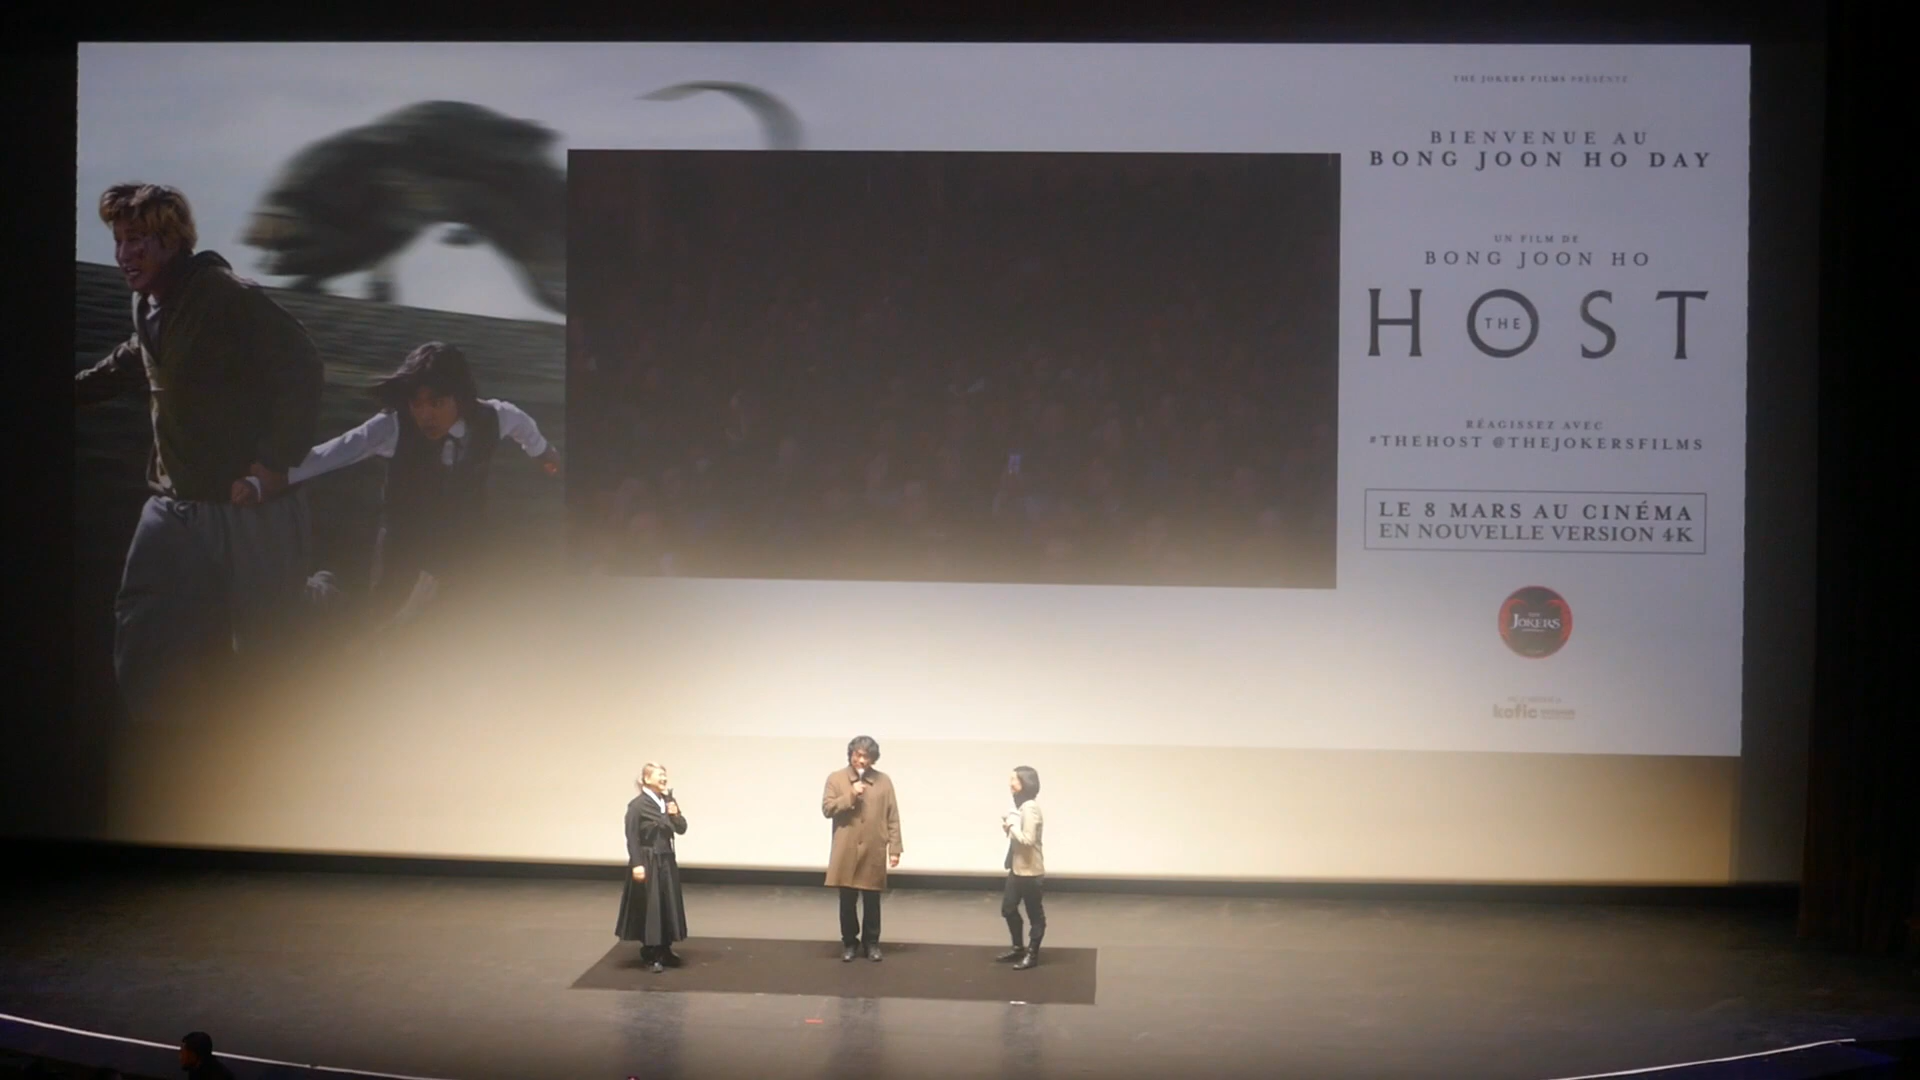 THE JOKERS FILMS PRÉSENTE
BIENVENUE AU
BONG JOON HO DAY
UN FILM DE
BONG JOON HO
THE
HOST
RÉAGISSEZ AVEC
#THEHOST @THEJOKERSFILMS
LE 8 MARS AU CINÉMA
EN NOUVELLE VERSION 4K
JOKERS
kafic